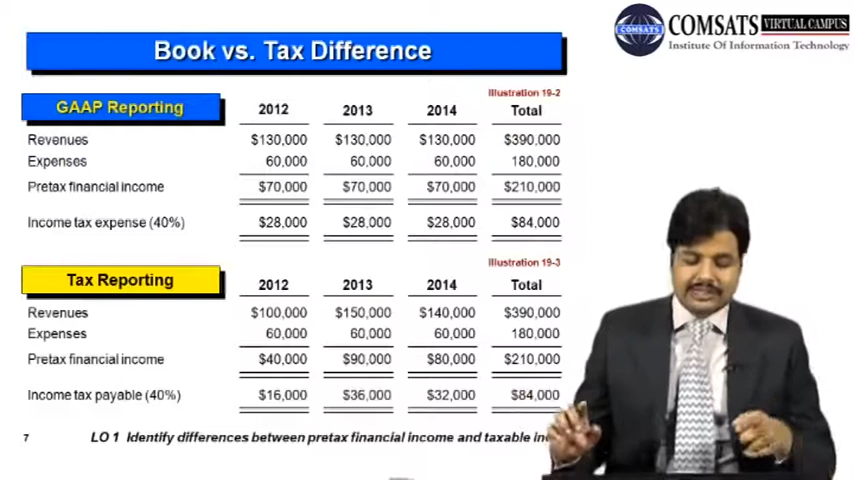 COMSATS VIRTUAL CAMPUS
COMSATS
Institute Of Information Technology
Book vs. Tax Difference
Illustration 19-2
GAAP Reporting 2012 2013 2014 Total
Revenues $130,000 $130,000 $130,000 $390,000
Expenses 60,000 60,000 60,000 180,000
Pretax financial income $70,000 $70,000 $70,000 $210,000
Income tax expense (40%) $28,000 $28,000 $28,000 $84,000
Illustration 19-3
Tax Reporting 2012 2013 2014 Total
Revenues $100,000 $150,000 $140,000 $390,000
Expenses 60,000 60,000 60,000 180,000
Pretax financial income $40,000 $90,000 $80,000 $210,000
Income tax payable (40%) $16,000 $36,000 $32,000 $84,000
7 LO 1 Identify differences between pretax financial income and taxable